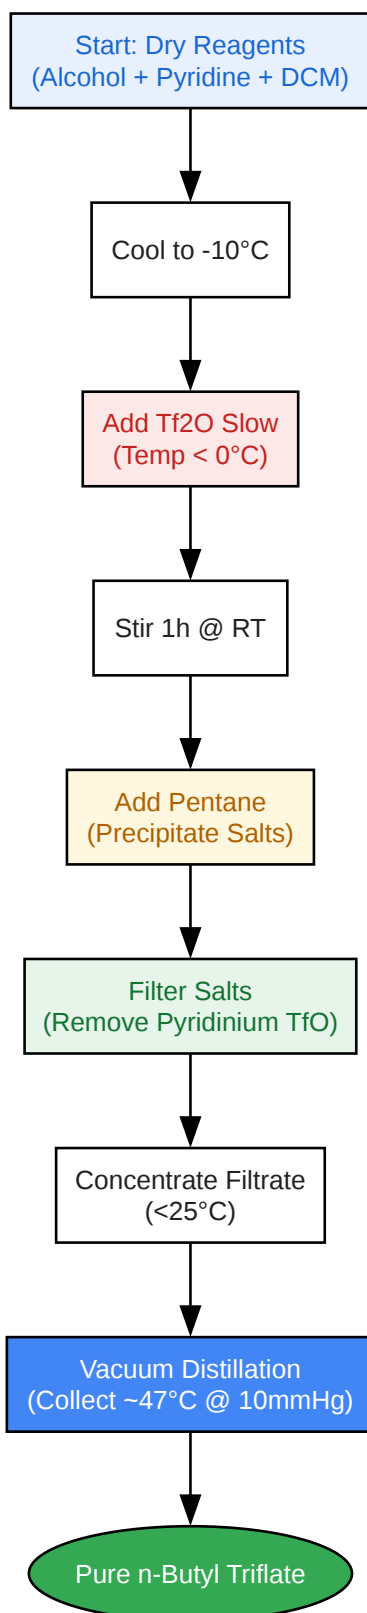 Start: Dry Reagents
(Alcohol + Pyridine + DCM)
Cool to -10°C
Add Tf2O Slow
(Temp < 0°C)
Stir 1h @ RT
Add Pentane
(Precipitate Salts)
Filter Salts
(Remove Pyridinium TfO)
Concentrate Filtrate
(<25°C)
Vacuum Distillation
(Collect ~47°C @ 10mmHg)
Pure n-Butyl Triflate